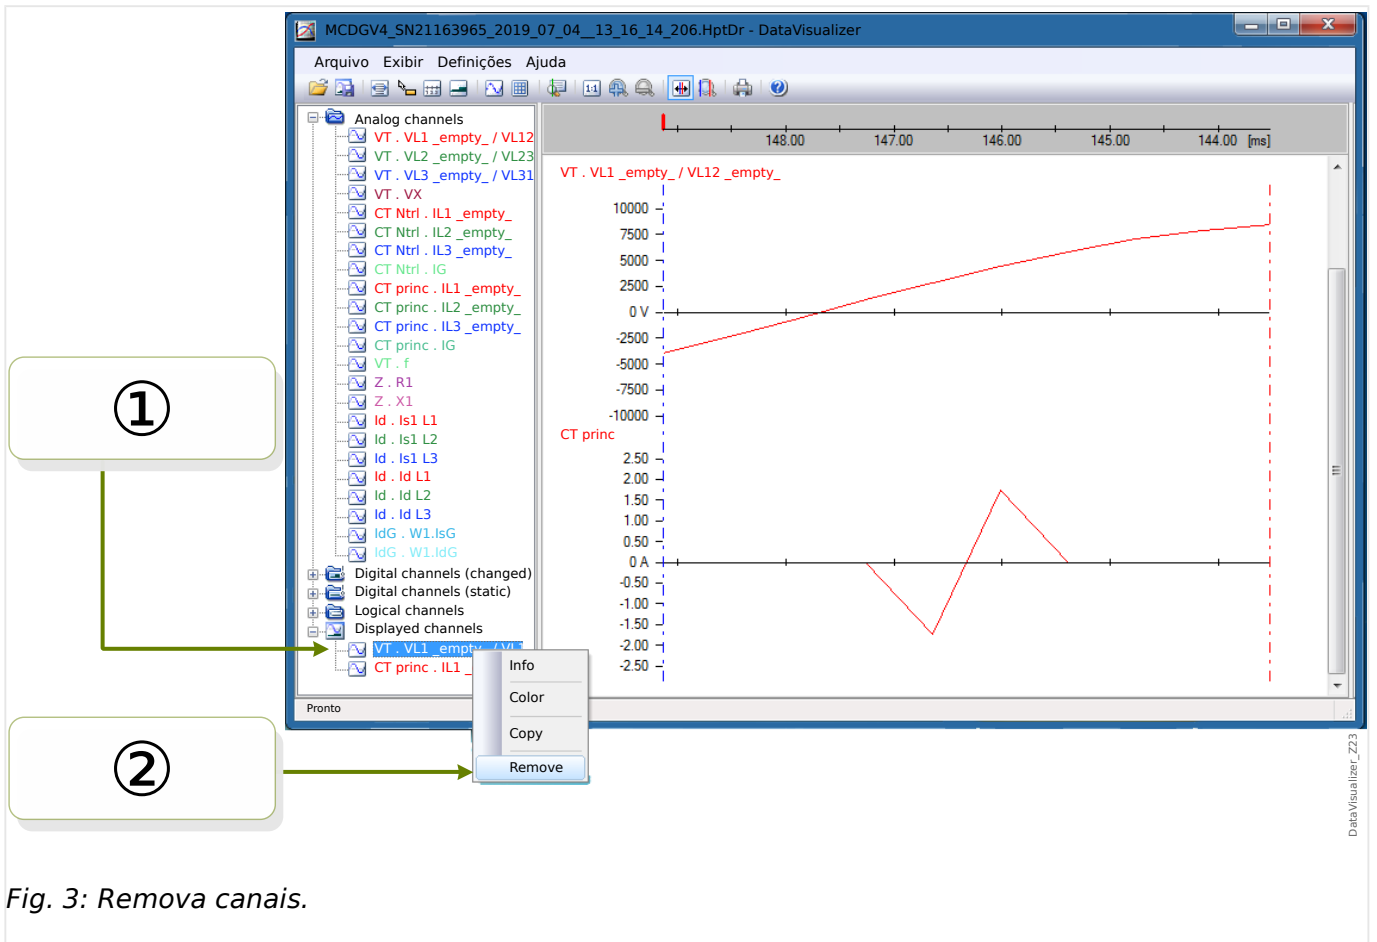 MCDGV4_SN21163965_2019_07_04__13_16_14_206.HptDr - DataVisualizer
Arquivo Exibir Definições Ajuda
1:1
Analog channels
VT . VL1 _empty_ / VL12
VT . VL2 _empty_ / VL23
VT . VL3 _empty_ / VL31
VT . VX
CT Ntrl . IL1 _empty_
CT Ntrl . IL2 _empty_
CT Ntrl . IL3 _empty_
CT Ntrl . IG
CT princ . IL1 _empty_
CT princ . IL2 _empty_
CT princ . IL3 _empty_
CT princ . IG
VT . f
Z . R1
Z . X1
Id . Is1 L1
Id . Is1 L2
Id . Is1 L3
Id . Id L1
Id . Id L2
Id . Id L3
IdG . W1.IsG
IdG . W1.IdG
Digital channels (changed)
Digital channels (static)
Logical channels
Displayed channels
VT . VL1 _empty_ / VL1
CT princ . IL1 _
Pronto
148.00 147.00 146.00 145.00 144.00 [ms]
VT . VL1 _empty_ / VL12 _empty_
10000
7500
5000
2500
0 V
-2500
-5000
-7500
-10000
CT princ
2.50
2.00
1.50
1.00
0.50
0 A
-0.50
-1.00
-1.50
-2.00
-2.50
Info
Color
Copy
Remove
①
②
DataVisualizer_Z23
Fig. 3: Remova canais.